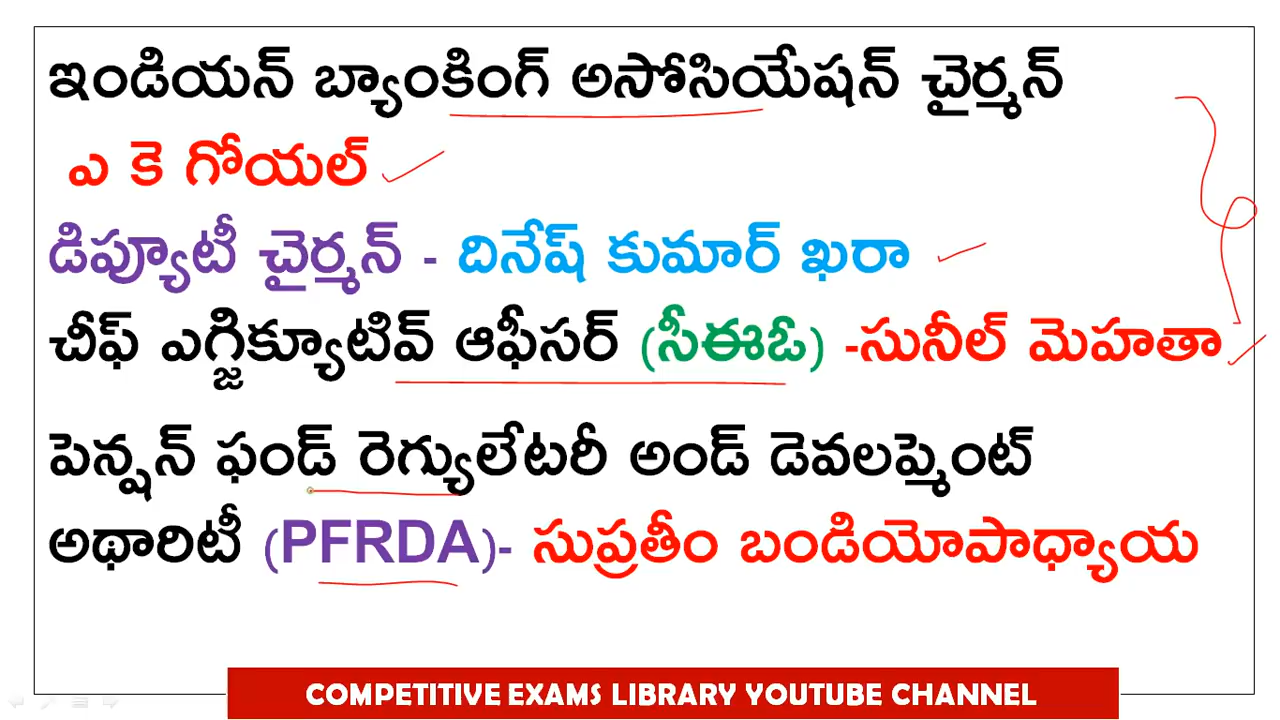 ఇండియన్ బ్యాంకింగ్ అసోసియేషన్ చైర్మన్
ఎ కె గోయల్
డిప్యూటీ చైర్మన్ - దినేష్ కుమార్ ఖరా
చీఫ్ ఎగ్జిక్యూటివ్ ఆఫీసర్ (సీఈఓ) -సునీల్ మెహతా
పెన్షన్ ఫండ్ రెగ్యులేటరీ అండ్ డెవలప్మెంట్
అథారిటీ (PFRDA)- సుప్రతీం బండియోపాధ్యాయ
COMPETITIVE EXAMS LIBRARY YOUTUBE CHANNEL